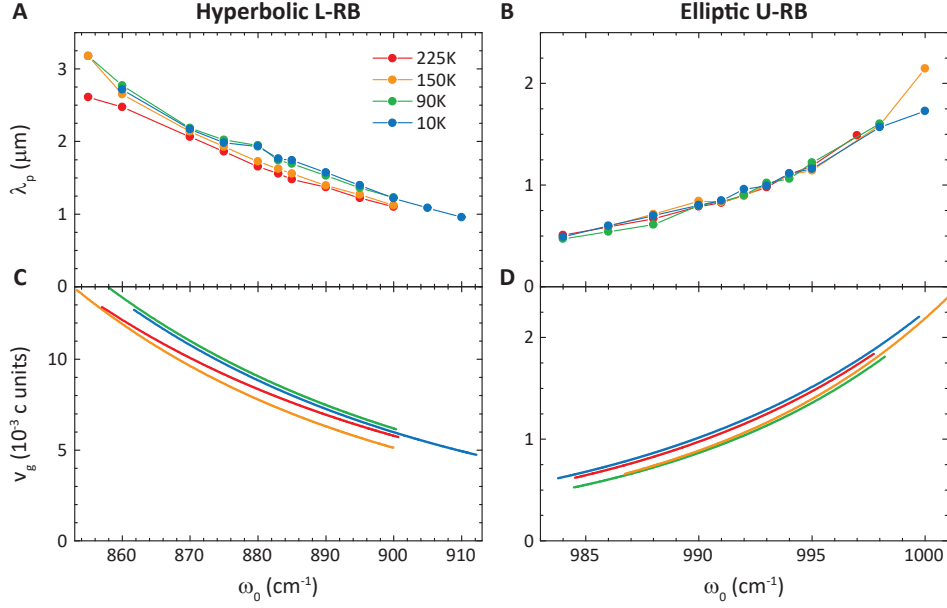 A Hyperbolic L-RB
B Elliptic U-RB
3
2
1
0
λp (μm)
225K
150K
90K
10K
2
1
0
λp (μm)
C
D
10
5
0
vg (10⁻³ c units)
860 870 880 890 900 910
ω0 (cm⁻¹)
2
1
0
985 990 995 1000
ω0 (cm⁻¹)